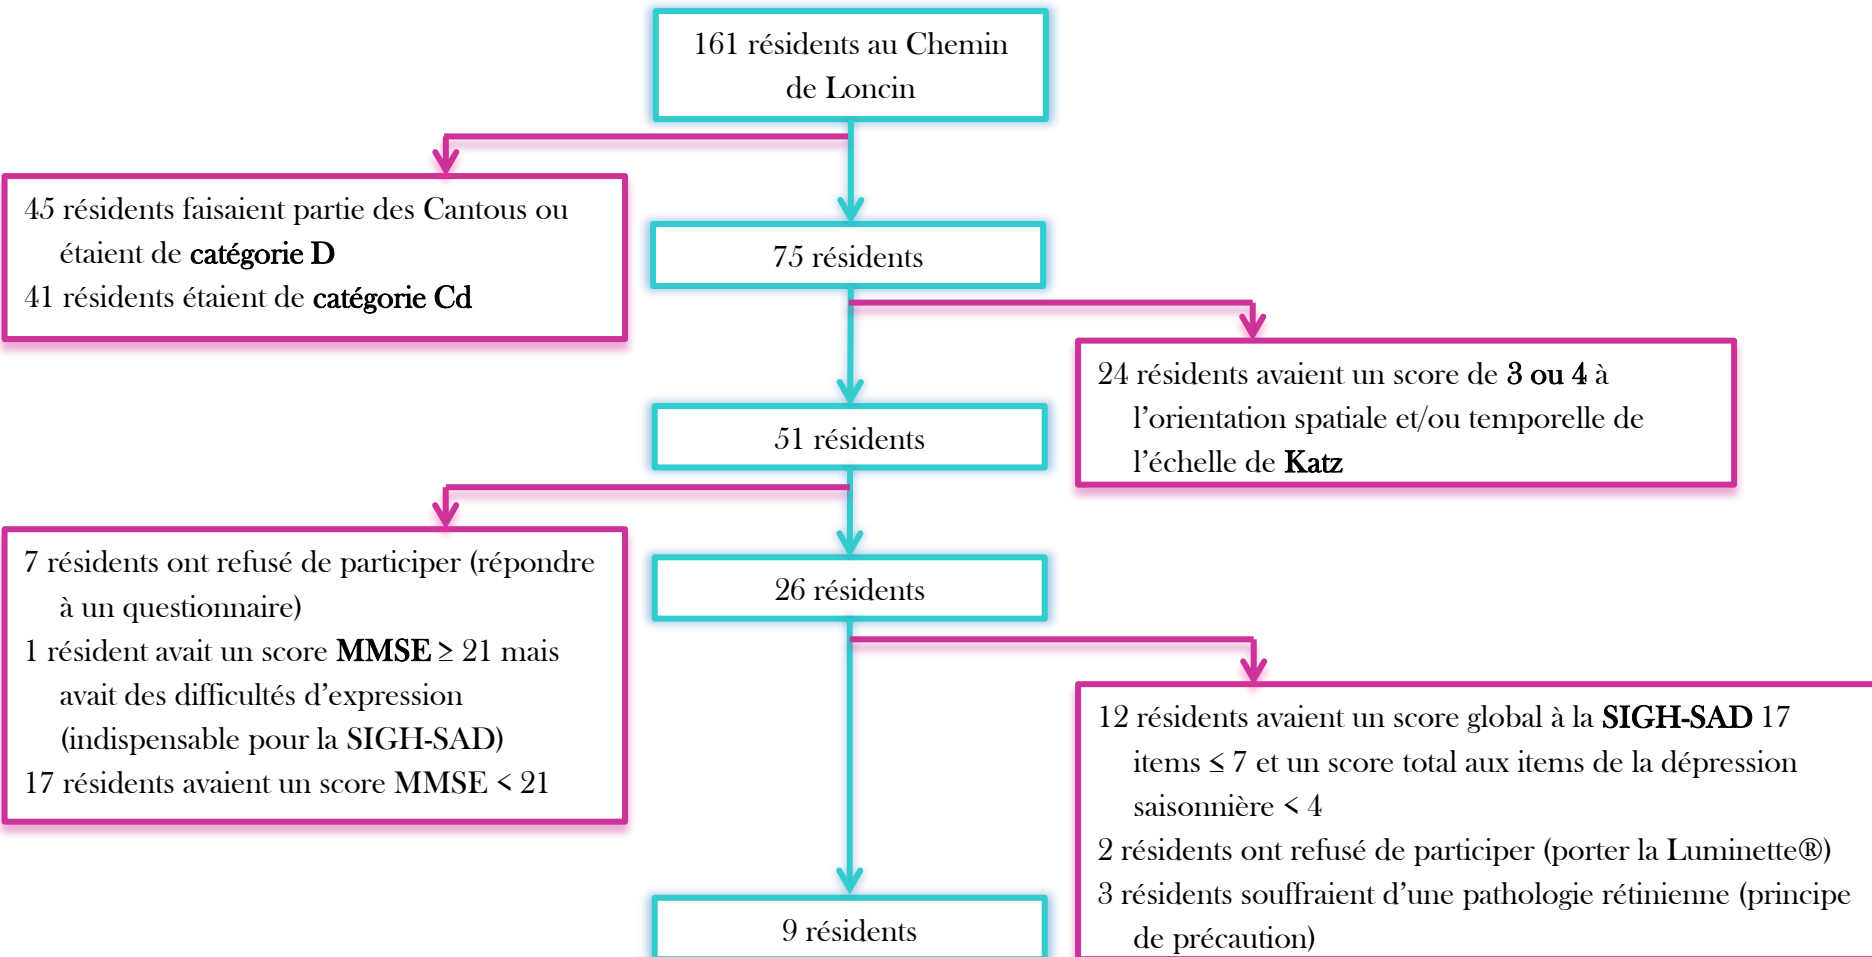 161 résidents au Chemin
de Loncin
45 résidents faisaient partie des Cantous ou
étaient de catégorie D
41 résidents étaient de catégorie Cd
75 résidents
24 résidents avaient un score de 3 ou 4 à
l’orientation spatiale et/ou temporelle de
l’échelle de Katz
51 résidents
7 résidents ont refusé de participer (répondre
à un questionnaire)
1 résident avait un score MMSE ≥ 21 mais
avait des difficultés d’expression
(indispensable pour la SIGH-SAD)
17 résidents avaient un score MMSE < 21
26 résidents
12 résidents avaient un score global à la SIGH-SAD 17
items ≤ 7 et un score total aux items de la dépression
saisonnière < 4
2 résidents ont refusé de participer (porter la Luminette®)
3 résidents souffraient d’une pathologie rétinienne (principe
de précaution)
9 résidents